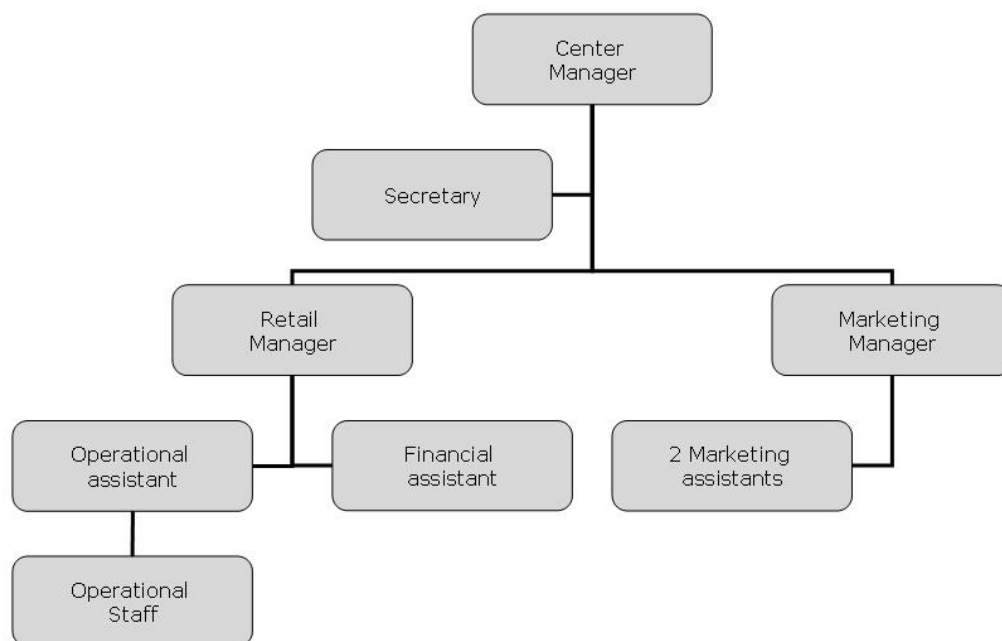 Center
Manager
Secretary
Retail
Manager
Marketing
Manager
Operational
assistant
Financial
assistant
2 Marketing
assistants
Operational
Staff